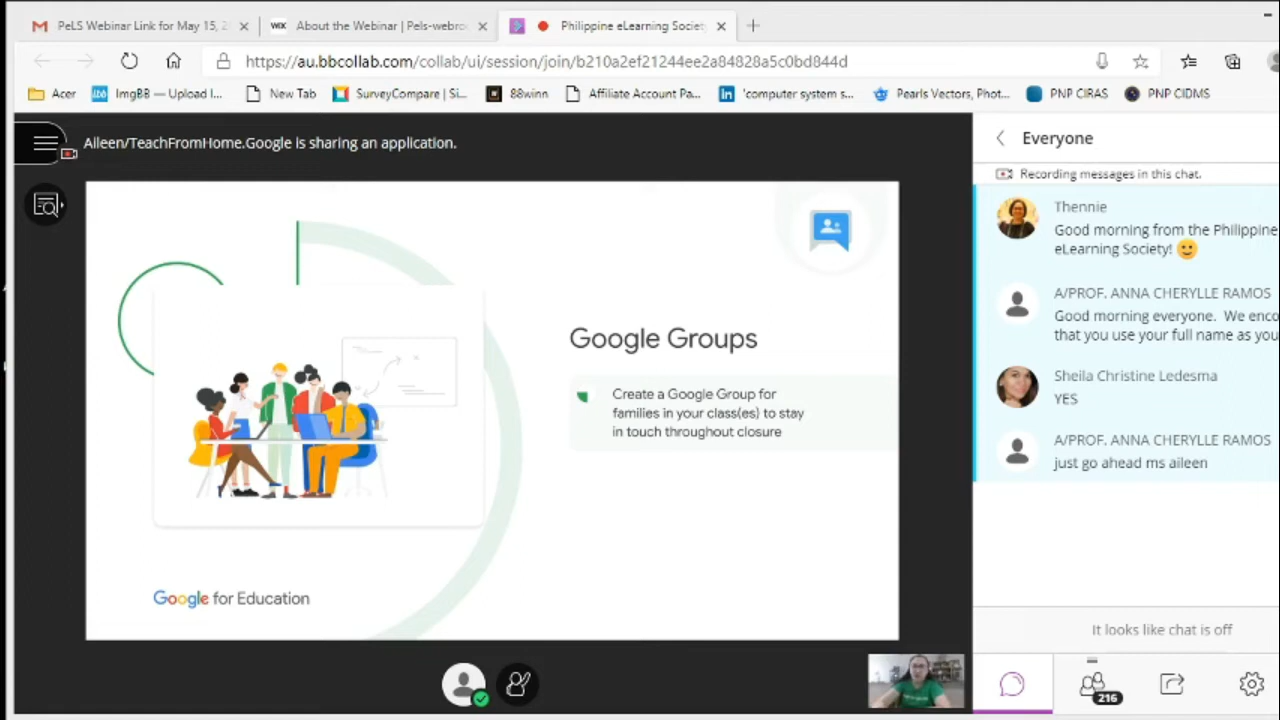 PeLS Webinar Link for May 15, 2
About the Webinar | Pels-webro
Philippine eLearning Society
https://au.bbcollab.com/collab/ui/session/join/b210a2ef21244ee2a84828a5c0bd844d
Acer
ImgBB — Upload I...
New Tab
SurveyCompare | Si...
88winn
Affiliate Account Pa...
'computer system s...
Pearls Vectors, Phot...
PNP CIRAS
PNP CIDMS
Aileen/TeachFromHome.Google is sharing an application.
Google Groups
Create a Google Group for
families in your class(es) to stay
in touch throughout closure
Google for Education
Everyone
Recording messages in this chat.
Thennie
Good morning from the Philippine
eLearning Society!
A/PROF. ANNA CHERYLLE RAMOS
Good morning everyone. We enco
that you use your full name as you
Sheila Christine Ledesma
YES
A/PROF. ANNA CHERYLLE RAMOS
just go ahead ms aileen
It looks like chat is off
216